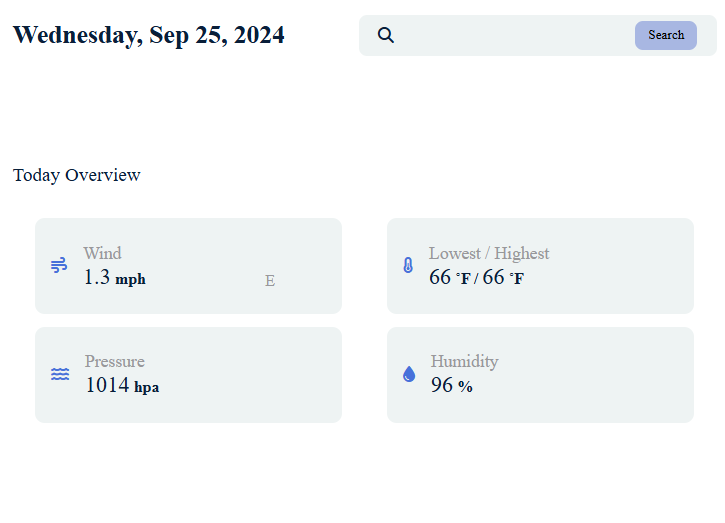 Wednesday, Sep 25, 2024
Search
Today Overview
Wind
1.3 mph
E
Lowest / Highest
66 °F / 66 °F
Pressure
1014 hpa
Humidity
96 %